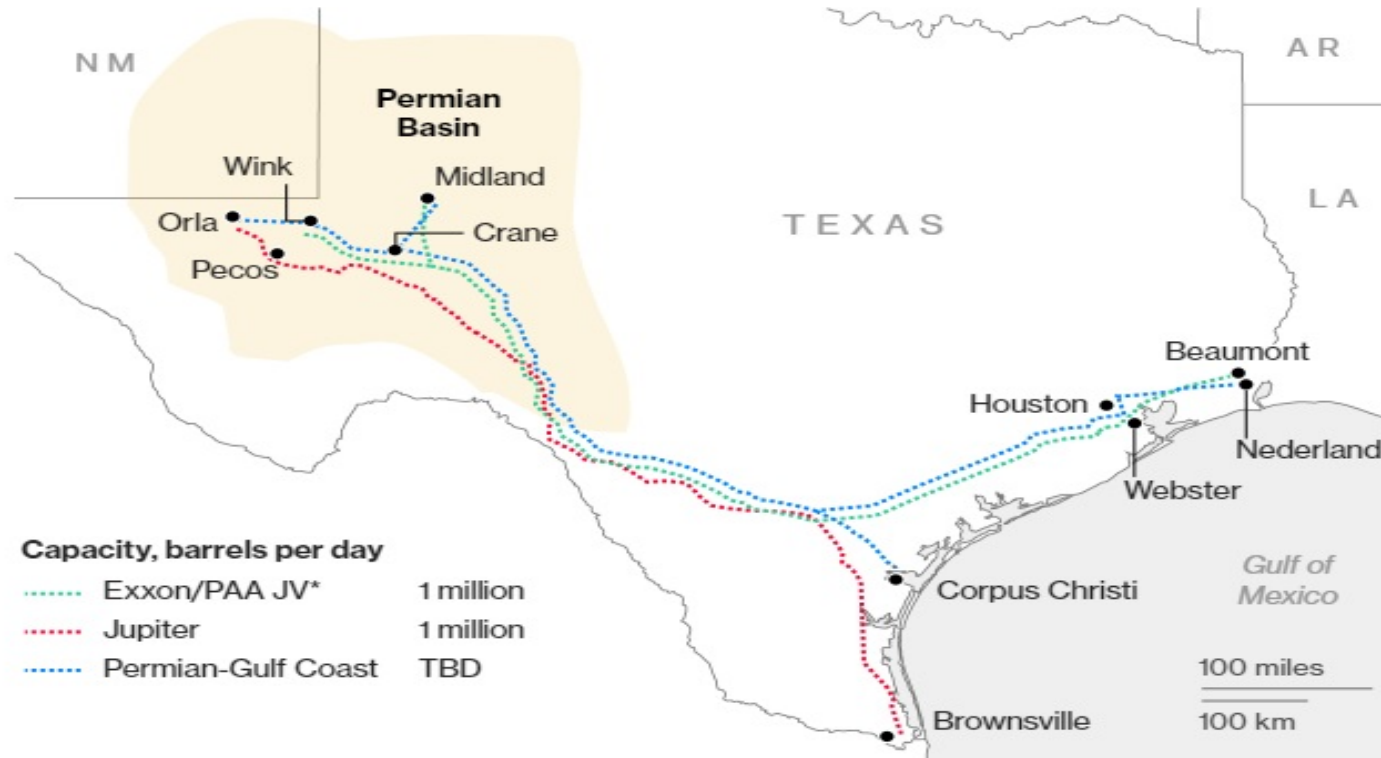 NM
AR
Permian
Basin
Wink
Midland
LA
Orla
Crane
TEXAS
Pecos
Beaumont
Houston
Nederland
Webster
Capacity, barrels per day
Exxon/PAA JV* 1 million
Jupiter 1 million
Permian-Gulf Coast TBD
Corpus Christi
Gulf of
Mexico
100 miles
100 km
Brownsville